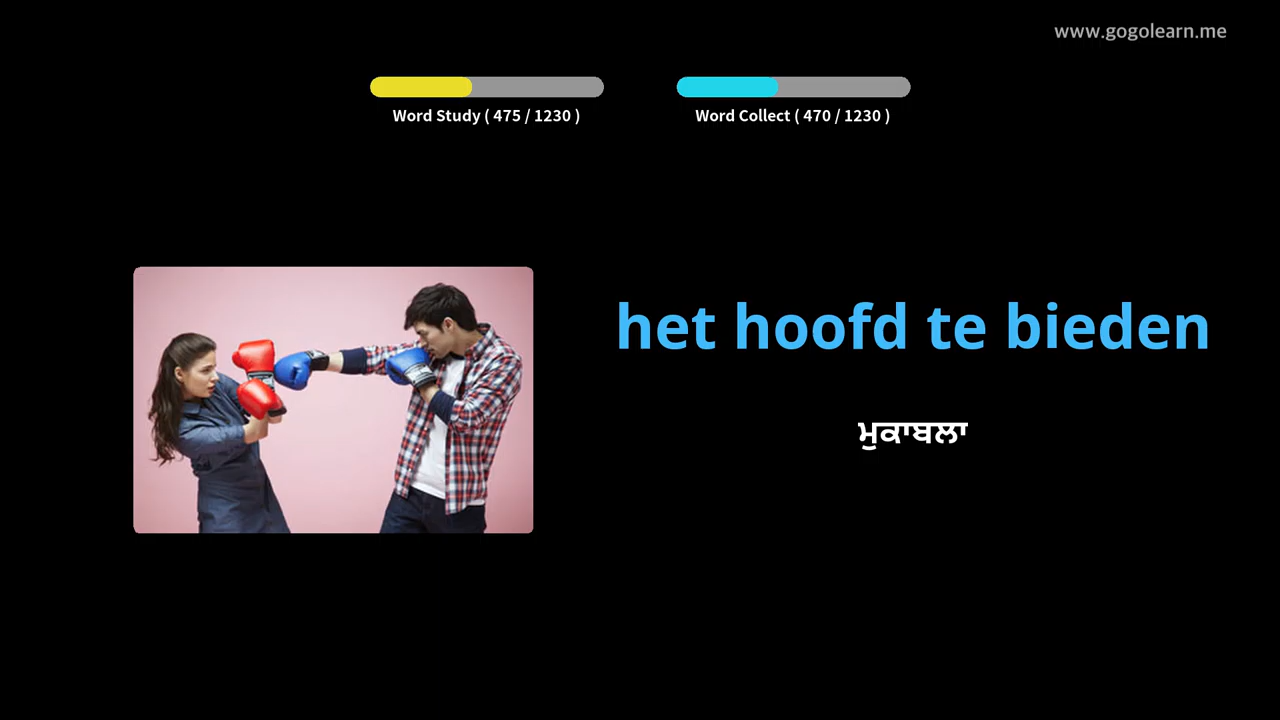 www.gogolearn.me
Word Study ( 475 / 1230 )
Word Collect ( 470 / 1230 )
het hoofd te bieden
ਮੁਕਾਬਲਾ